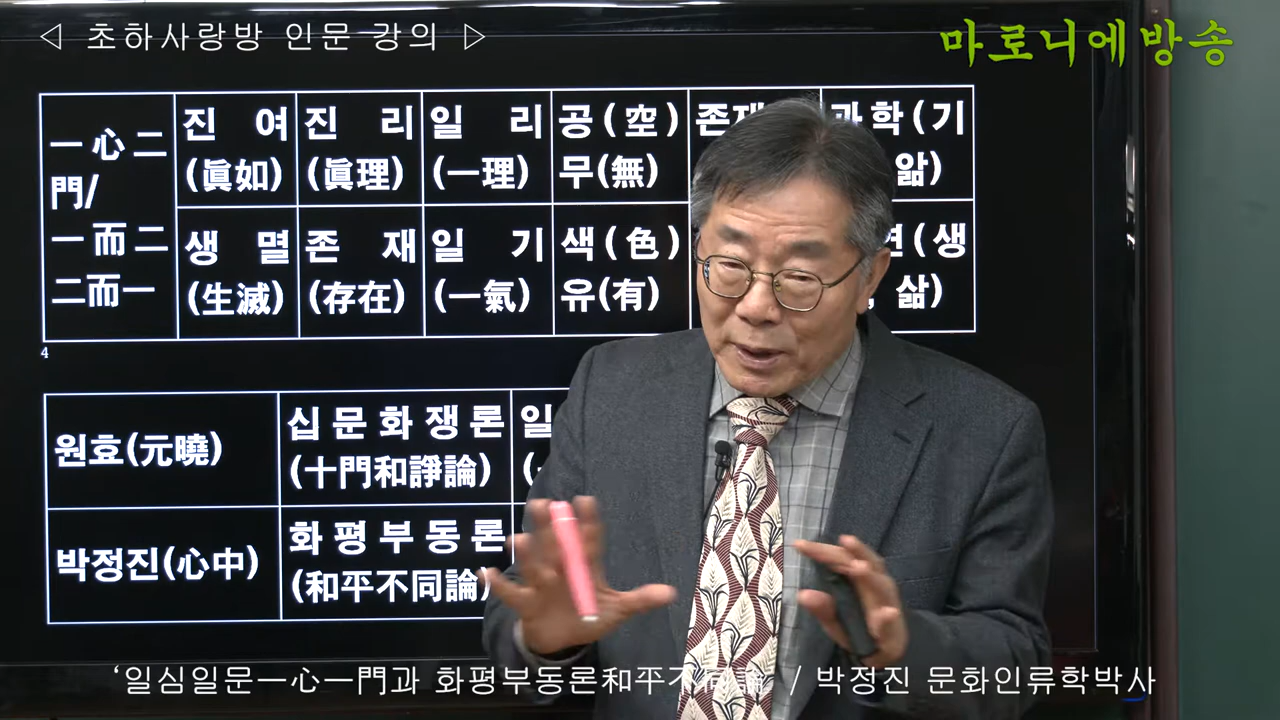 ◁ 초하사랑방 인문 강의 ▷
마로니에방송
一心二門/
一而二
二而一
진여 진리 일리 공(空) 과학(기
(眞如) (眞理) (一理) 무(無) 앎)
생멸 존재 일기 색(色) (생
(生滅) (存在) (一氣) 유(有) , 삶)
4
원효(元曉) 십문화쟁론
(十門和諍論)
박정진(心中) 화평부동론
(和平不同論)
‘일심일문一心一門과 화평부동론和平不同論’ / 박정진 문화인류학박사